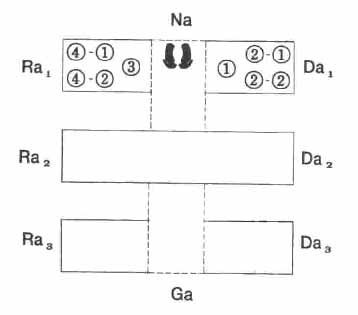 Na
Ra₁ ④-① ③ ① ②-① Da₁
④-② ②-②
Ra₂ Da₂
Ra₃ Da₃
Ga